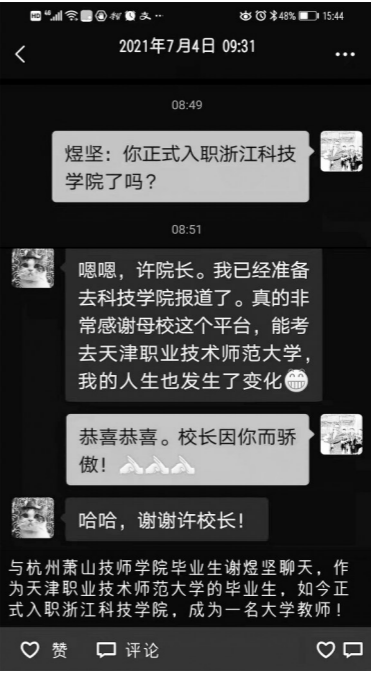 HD 48% 15:44
2021年7月4日 09:31
08:49
煜坚：你正式入职浙江科技
学院了吗？
08:51
嗯嗯，许院长。我已经准备
去科技学院报道了。真的非
常感谢母校这个平台，能考
去天津职业技术师范大学，
我的人生也发生了变化
恭喜恭喜。校长因你而骄
傲！
哈哈，谢谢许校长！
与杭州萧山技师学院毕业生谢煜坚聊天，作
为天津职业技术师范大学的毕业生，如今正
式入职浙江科技学院，成为一名大学教师！
赞 评论